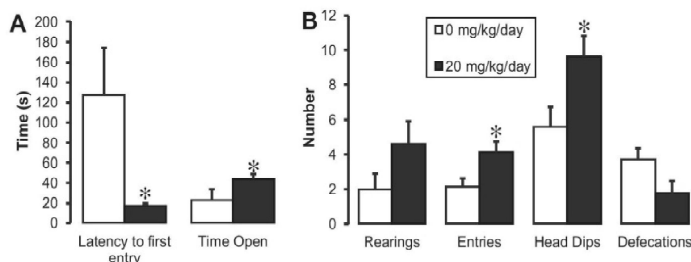 A
Time (s)
200
180
160
140
120
100
80
60
40
20
0
*
*
Latency to first
entry
Time Open
B
Number
12
10
8
6
4
2
0
0 mg/kg/day
20 mg/kg/day
*
*
Rearings
Entries
Head Dips
Defecations